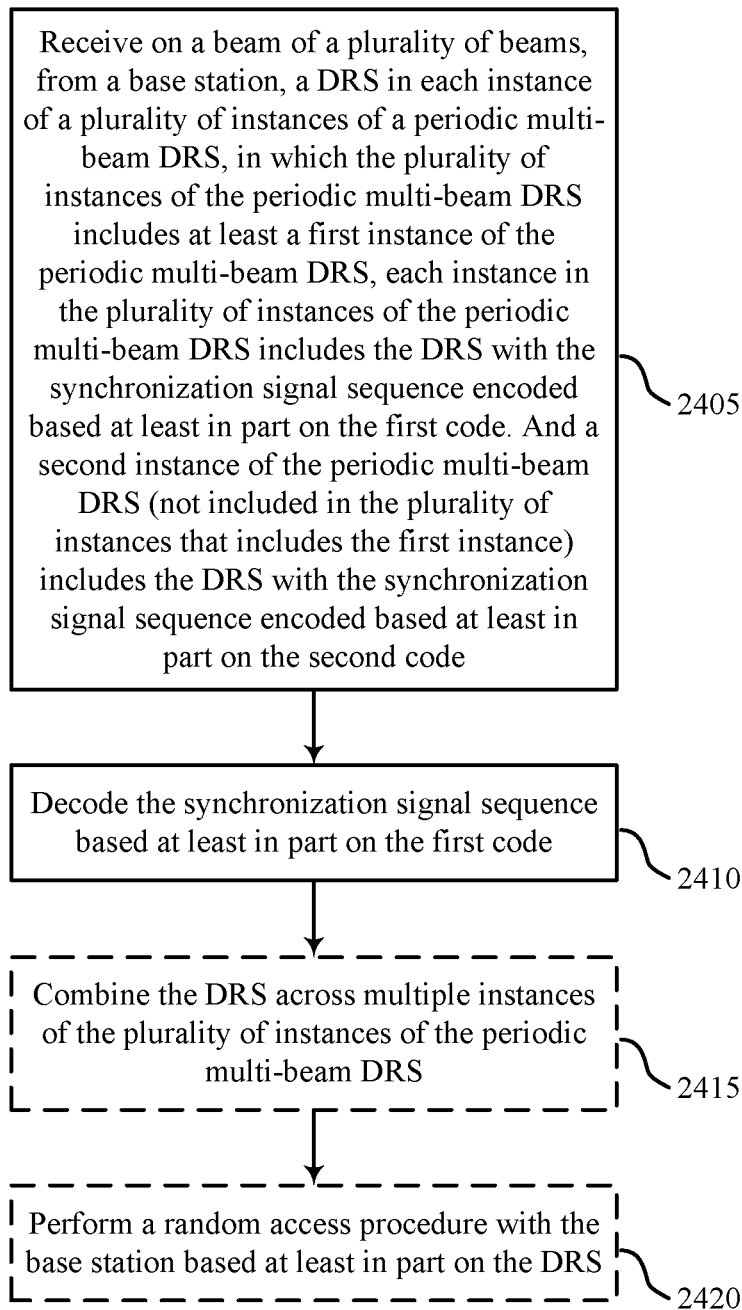 Receive on a beam of a plurality of beams,
from a base station, a DRS in each instance
of a plurality of instances of a periodic multi-
beam DRS, in which the plurality of
instances of the periodic multi-beam DRS
includes at least a first instance of the
periodic multi-beam DRS, each instance in
the plurality of instances of the periodic
multi-beam DRS includes the DRS with the
synchronization signal sequence encoded
based at least in part on the first code. And a
second instance of the periodic multi-beam
DRS (not included in the plurality of
instances that includes the first instance)
includes the DRS with the synchronization
signal sequence encoded based at least in
part on the second code
2405
Decode the synchronization signal sequence
based at least in part on the first code
2410
Combine the DRS across multiple instances
of the plurality of instances of the periodic
multi-beam DRS
2415
Perform a random access procedure with the
base station based at least in part on the DRS
2420